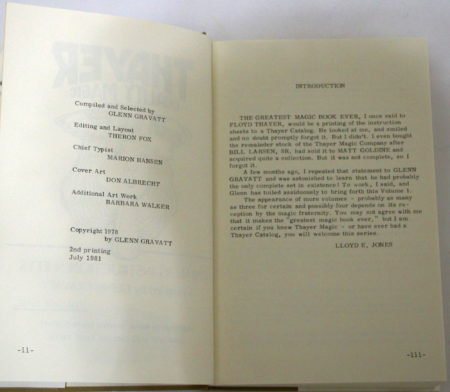 Compiled and Selected by
GLENN GRAVATT
Editing and Layout
THERON FOX
Chief Typist
MARION HANSEN
Cover Art
DON ALBRECHT
Additional Art Work
BARBARA WALKER
Copyright 1978
by GLENN GRAVATT
2nd printing
July 1981
-ii-
INTRODUCTION
THE GREATEST MAGIC BOOK EVER, I once said to
FLOYD THAYER, would be a printing of the instruction
sheets to a Thayer Catalog. He looked at me, and smiled
and no doubt promptly forgot it. But I didn't. I even bought
the remainder stock of the Thayer Magic Company after
BILL LARSEN, SR. had sold it to MATT GOLDINE and
acquired quite a collection. But it was not complete, so I
forgot it.
A few months ago, I repeated that statement to GLENN
GRAVATT and was astonished to learn that he had probably
the only complete set in existence! To work, I said, and
Glenn has toiled assiduously to bring forth this Volume 1.
The appearance of more volumes - probably as many
as three for certain and possibly four depends on its re-
ception by the magic fraternity. You may not agree with me
that it makes the "greatest magic book ever," but I am
certain if you knew Thayer Magic - or have ever had a
Thayer Catalog, you will welcome this series.
LLOYD E. JONES
-iii-
THAYER